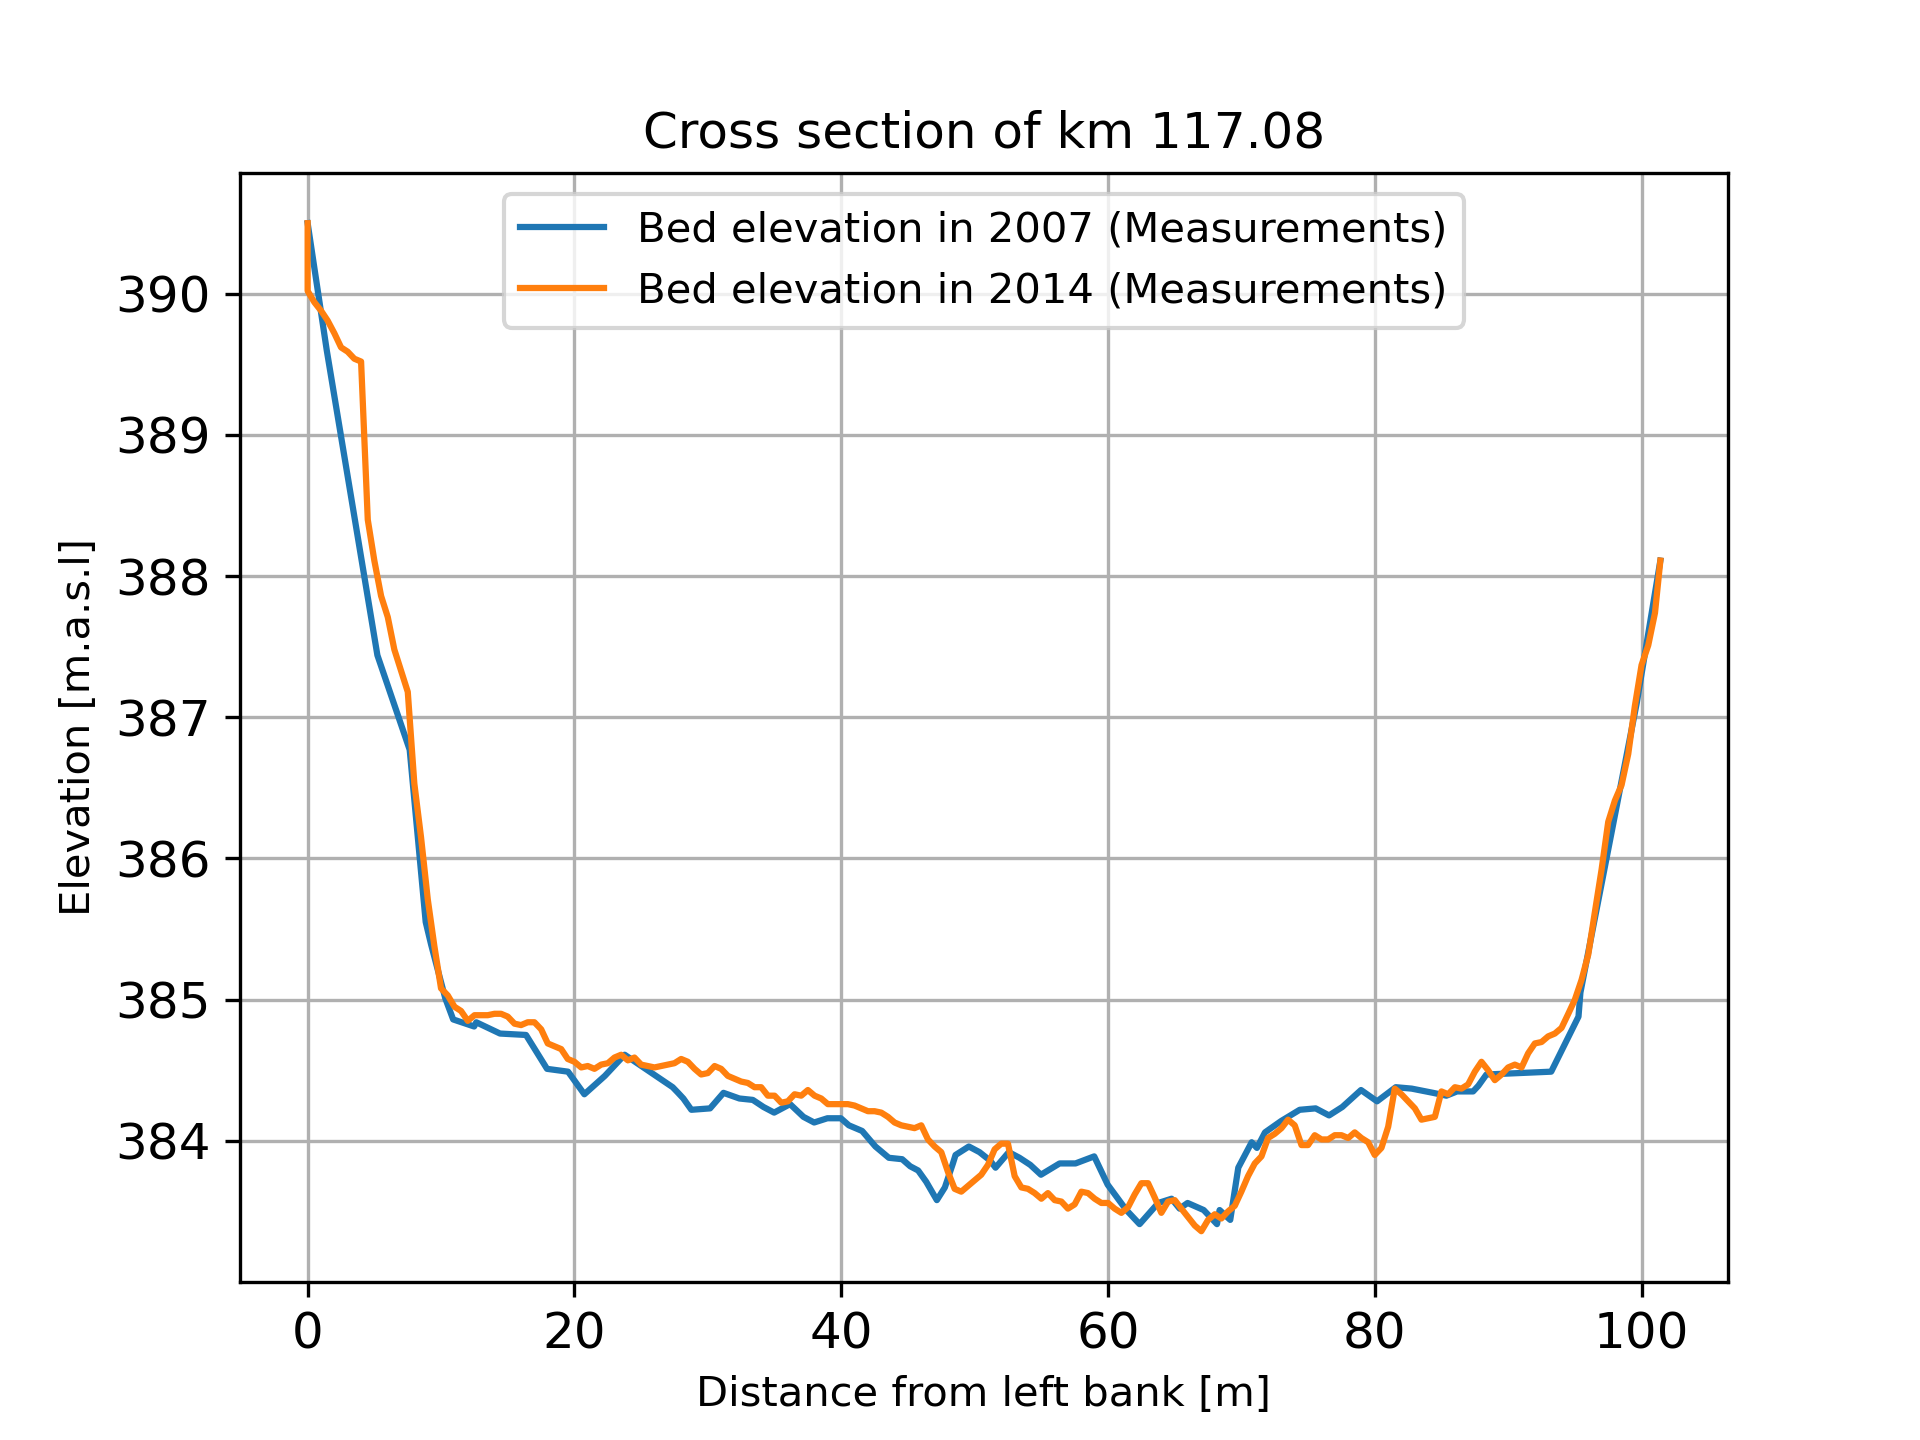 Cross section of km 117.08
Bed elevation in 2007 (Measurements)
Bed elevation in 2014 (Measurements)
390
389
388
387
386
385
384
Elevation [m.a.s.l]
0 20 40 60 80 100
Distance from left bank [m]